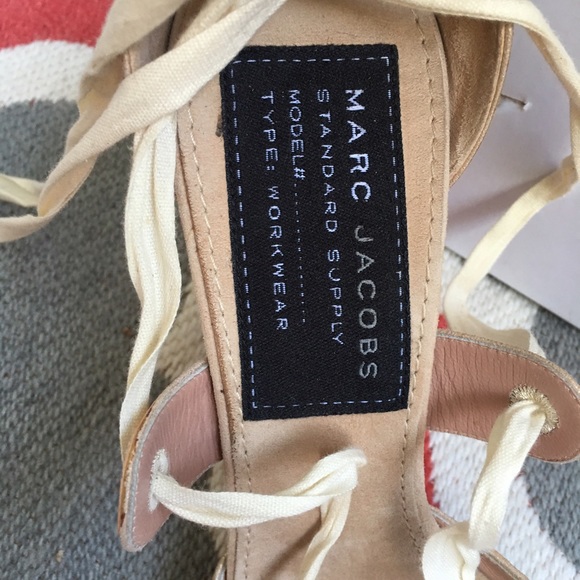 MARC JACOBS
STANDARD SUPPLY
MODEL#..............
TYPE: WORKWEAR